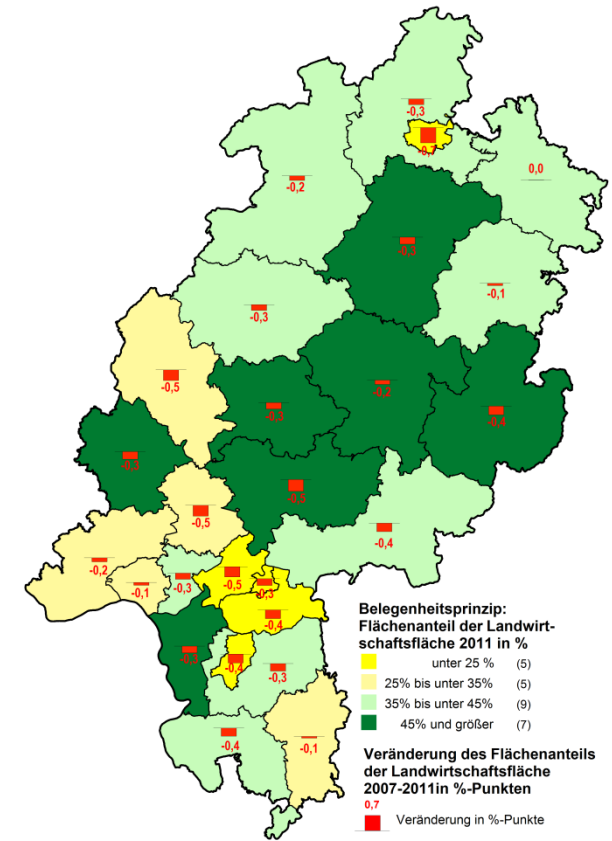 -0,3
-0,7
0,0
-0,2
-0,3
-0,1
-0,3
-0,5
-0,2
-0,3
-0,4
-0,3
-0,5
-0,5
-0,4
-0,2
-0,1
-0,3
-0,5
-0,3
-0,4
-0,3
-0,4
-0,3
-0,4
-0,1
Belegenheitsprinzip:
Flächenanteil der Landwirt-
schaftsfläche 2011 in %
unter 25 % (5)
25% bis unter 35% (5)
35% bis unter 45% (9)
45% und größer (7)
Veränderung des Flächenanteils
der Landwirtschaftsfläche
2007-2011in %-Punkten
0,7
Veränderung in %-Punkte